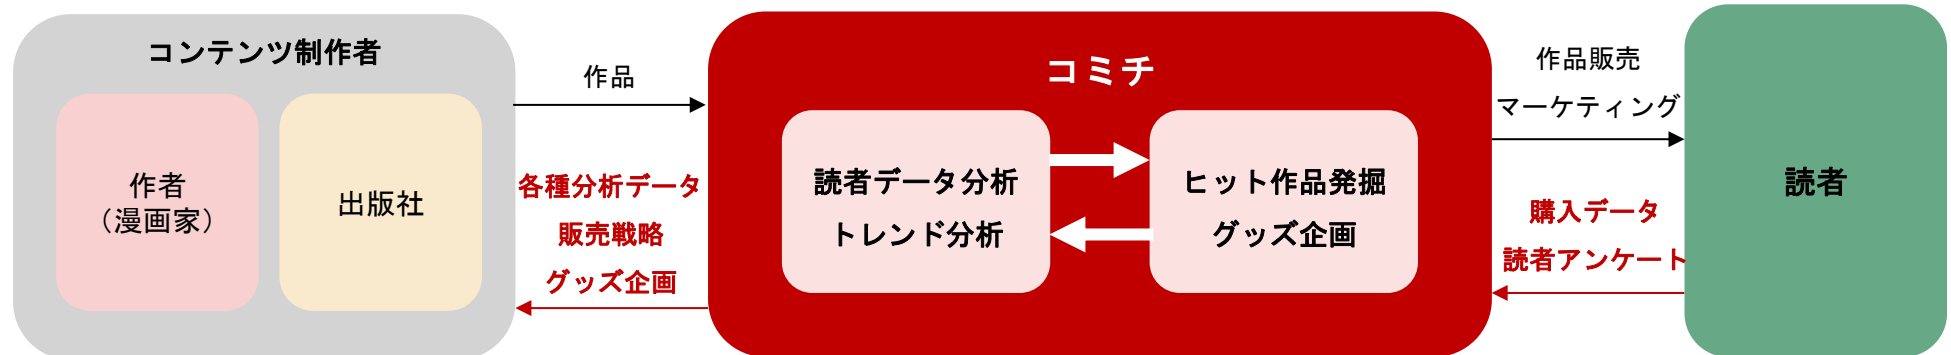 コンテンツ制作者
作者
（漫画家）
出版社
作品
各種分析データ
販売戦略
グッズ企画
コミチ
読者データ分析
トレンド分析
ヒット作品発掘
グッズ企画
作品販売
マーケティング
購入データ
読者アンケート
読者